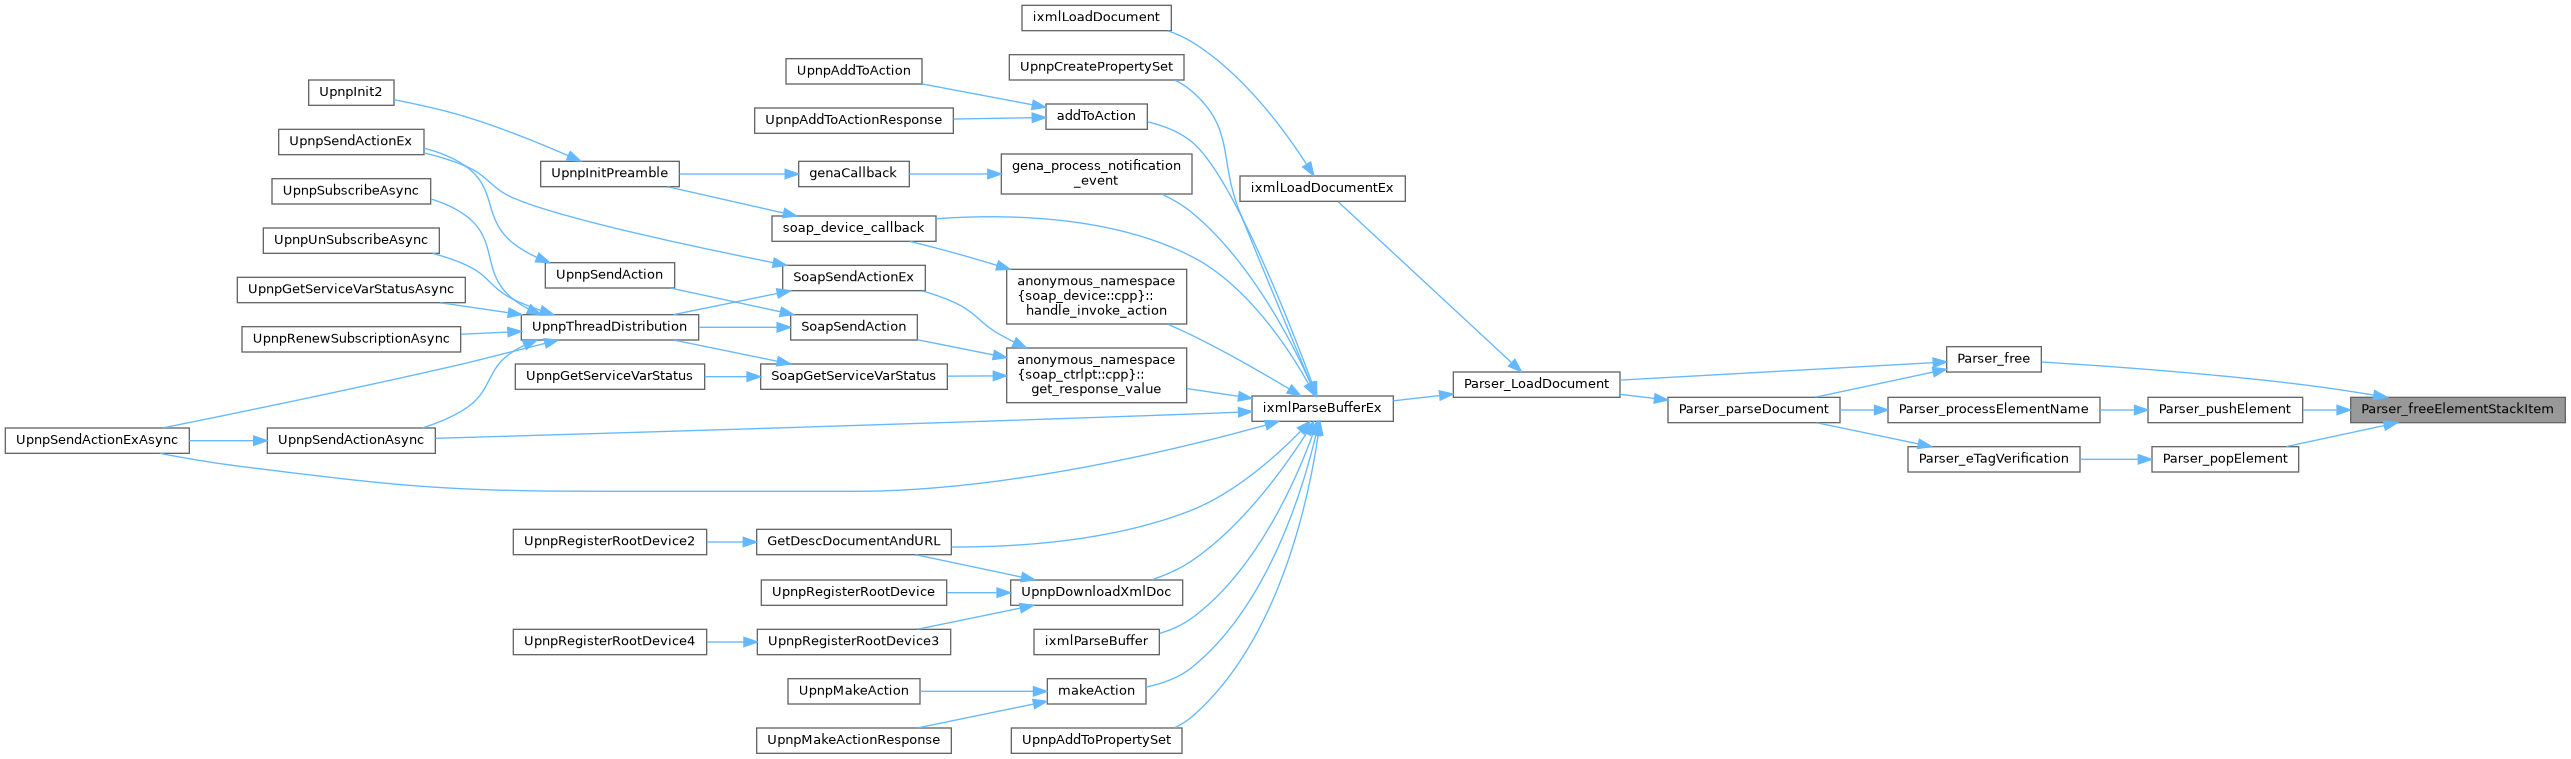 ixmlLoadDocument
UpnpCreatePropertySet
UpnpAddToAction
UpnpInit2
addToAction
UpnpAddToActionResponse
UpnpSendActionEx
gena_process_notification
_event
UpnpInitPreamble
genaCallback
UpnpSubscribeAsync
ixmlLoadDocumentEx
soap_device_callback
UpnpUnSubscribeAsync
UpnpSendAction
SoapSendActionEx
anonymous_namespace
{soap_device::cpp}::
handle_invoke_action
UpnpGetServiceVarStatusAsync
UpnpThreadDistribution
SoapSendAction
UpnpRenewSubscriptionAsync
anonymous_namespace
{soap_ctrlpt::cpp}::
get_response_value
Parser_free
UpnpGetServiceVarStatus
SoapGetServiceVarStatus
Parser_LoadDocument
ixmlParseBufferEx
Parser_parseDocument
Parser_processElementName
Parser_pushElement
Parser_freeElementStackItem
UpnpSendActionExAsync
UpnpSendActionAsync
Parser_eTagVerification
Parser_popElement
UpnpRegisterRootDevice2
GetDescDocumentAndURL
UpnpRegisterRootDevice
UpnpDownloadXmlDoc
UpnpRegisterRootDevice4
UpnpRegisterRootDevice3
ixmlParseBuffer
UpnpMakeAction
makeAction
UpnpMakeActionResponse
UpnpAddToPropertySet